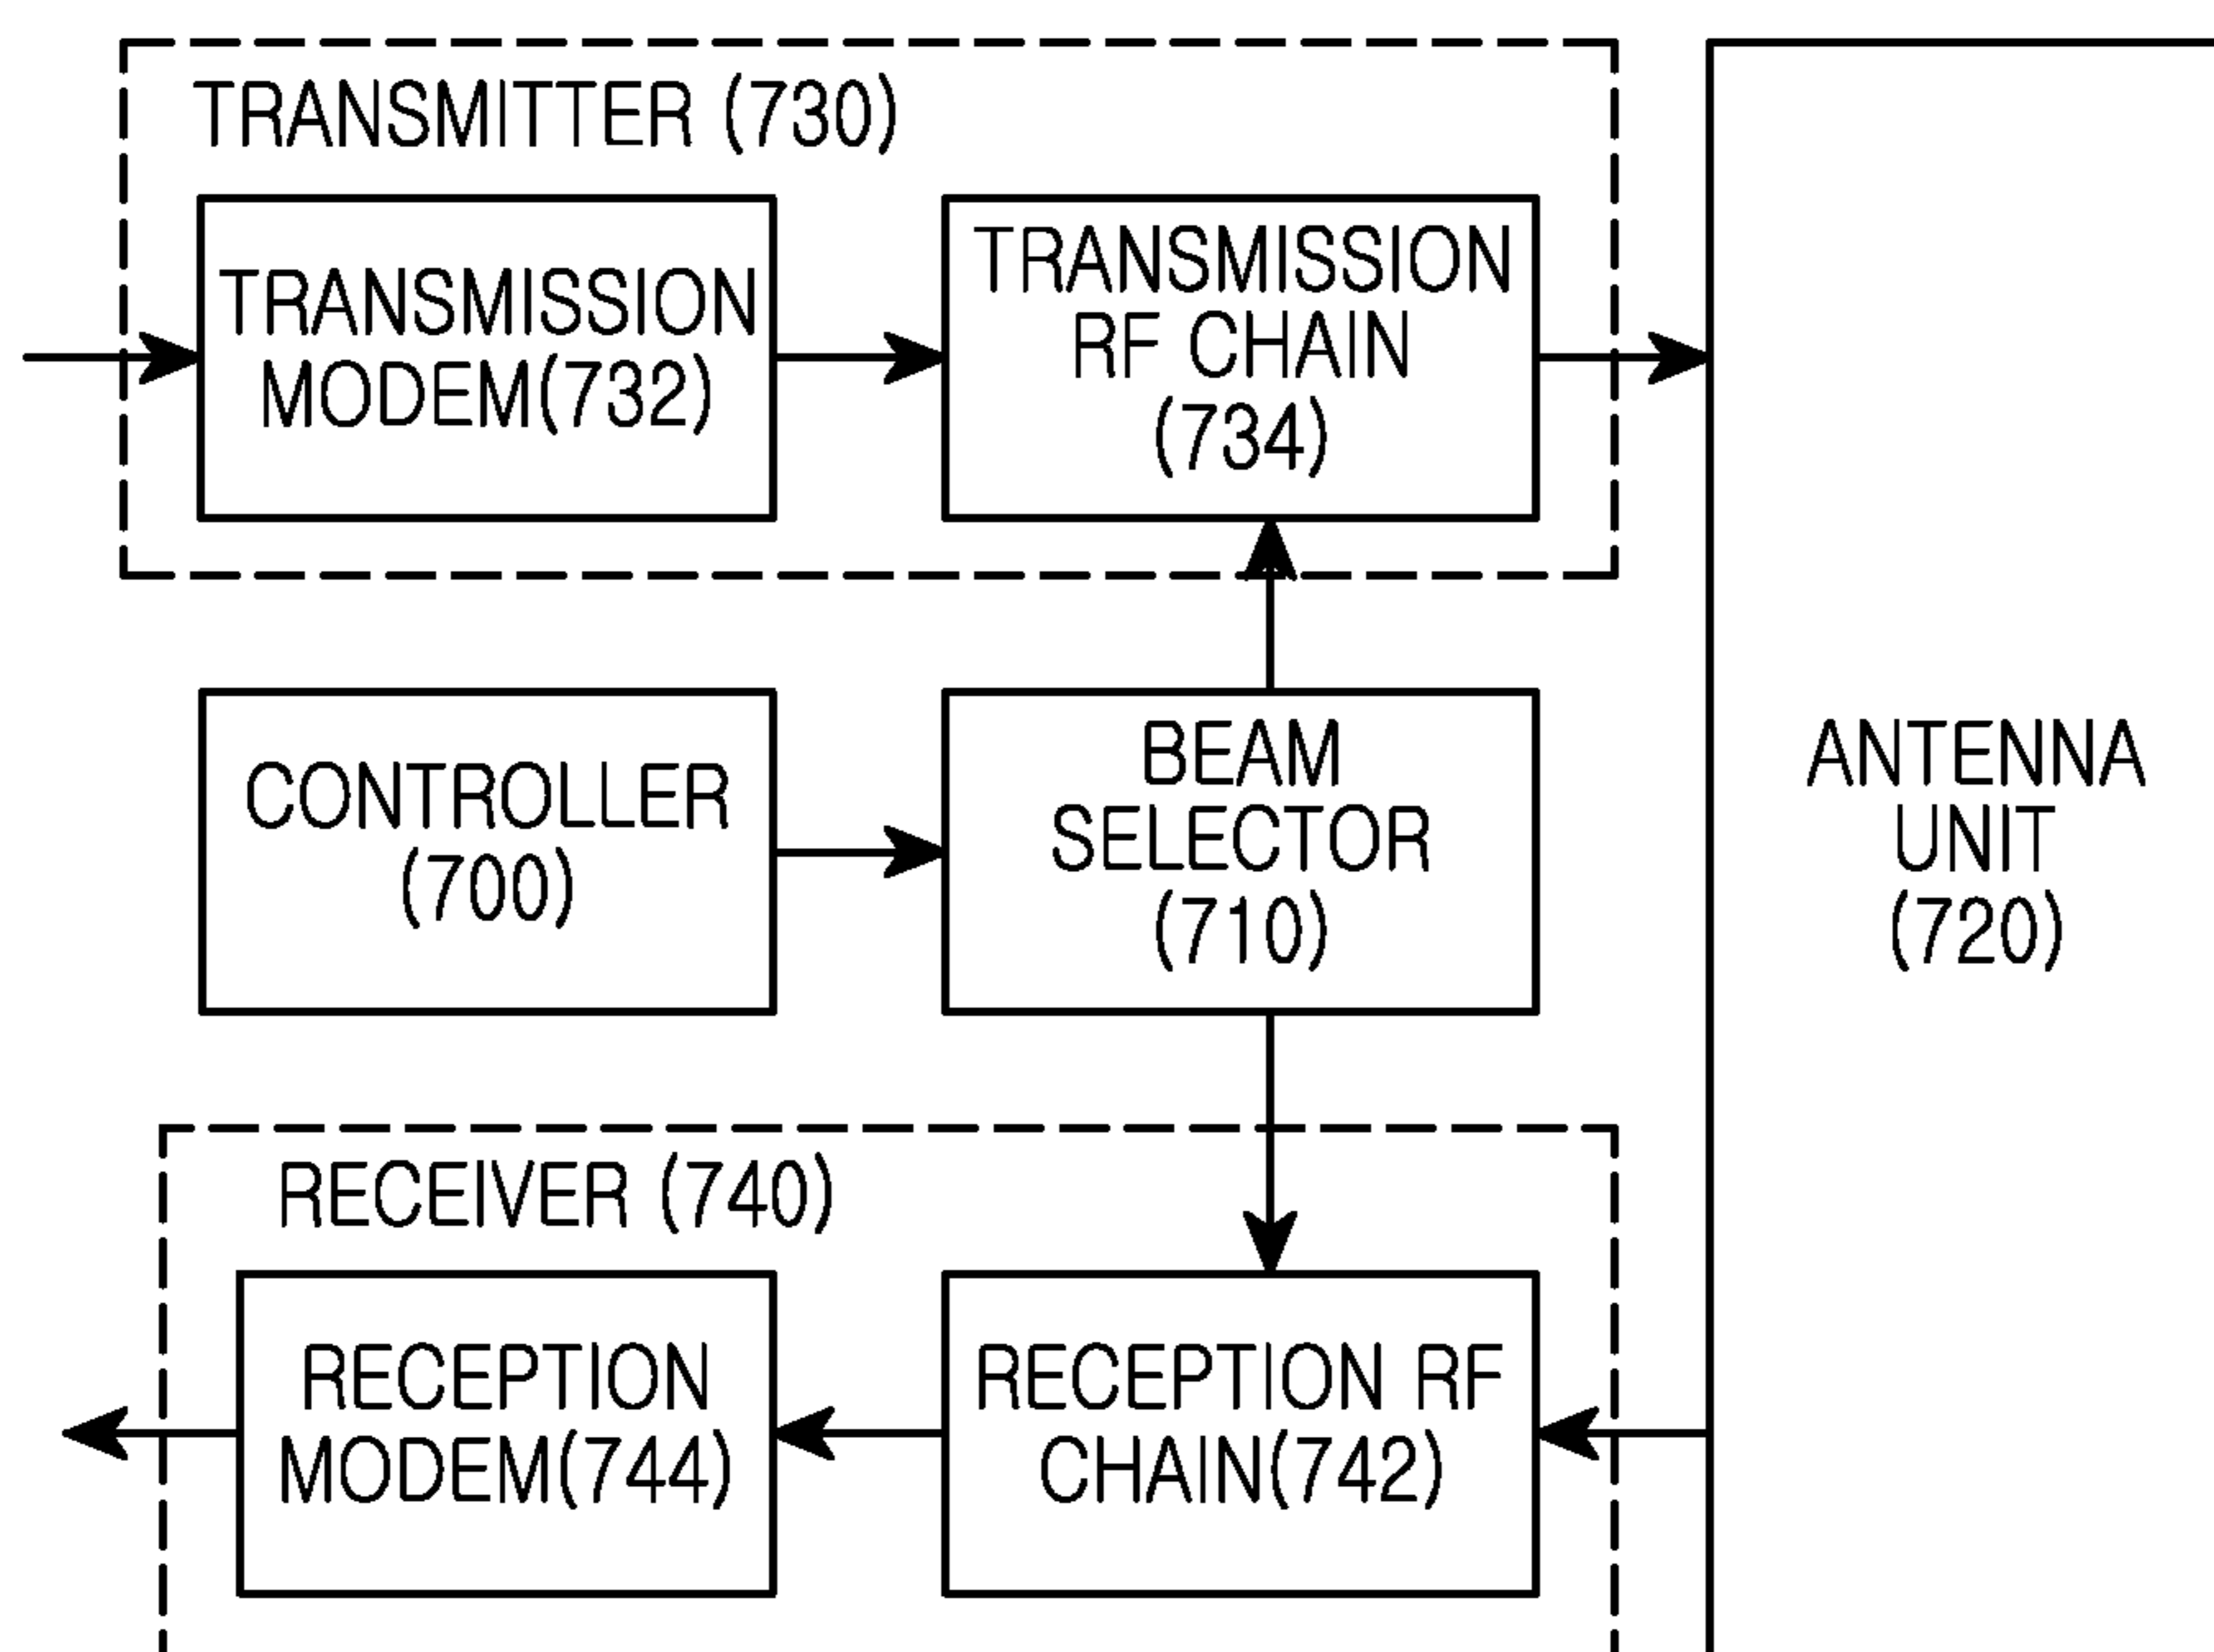 TRANSMITTER (730)
TRANSMISSION
MODEM(732)
TRANSMISSION
RF CHAIN
(734)
CONTROLLER
(700)
BEAM
SELECTOR
(710)
ANTENNA
UNIT
(720)
RECEIVER (740)
RECEPTION
MODEM(744)
RECEPTION RF
CHAIN(742)